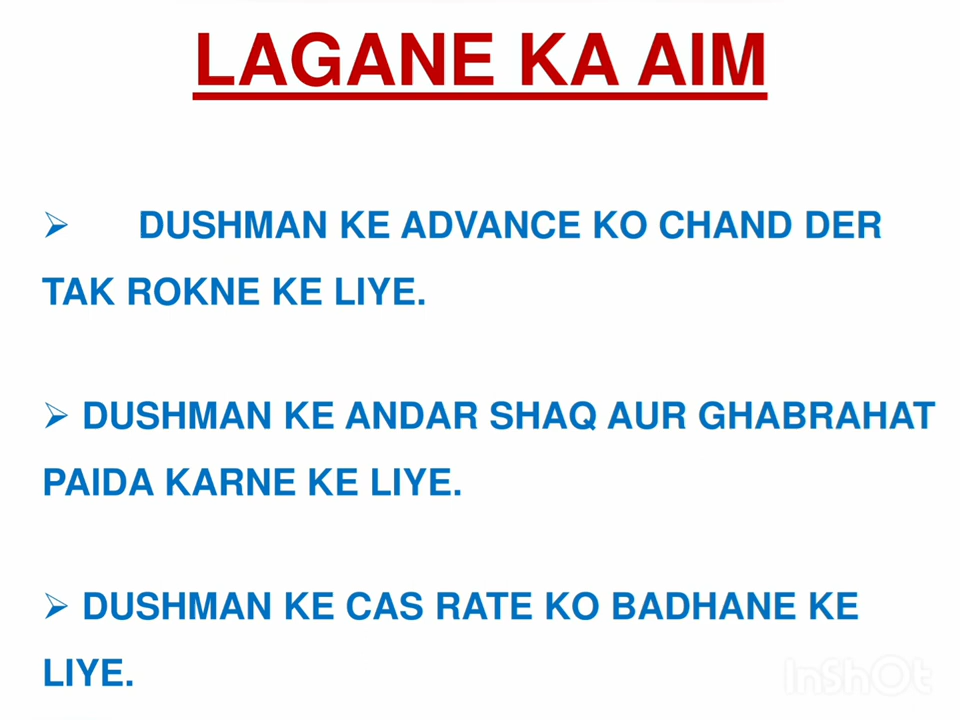 LAGANE KA AIM
➢ DUSHMAN KE ADVANCE KO CHAND DER
TAK ROKNE KE LIYE.
➢ DUSHMAN KE ANDAR SHAQ AUR GHABRAHAT
PAIDA KARNE KE LIYE.
➢ DUSHMAN KE CAS RATE KO BADHANE KE
LIYE.
InShOt